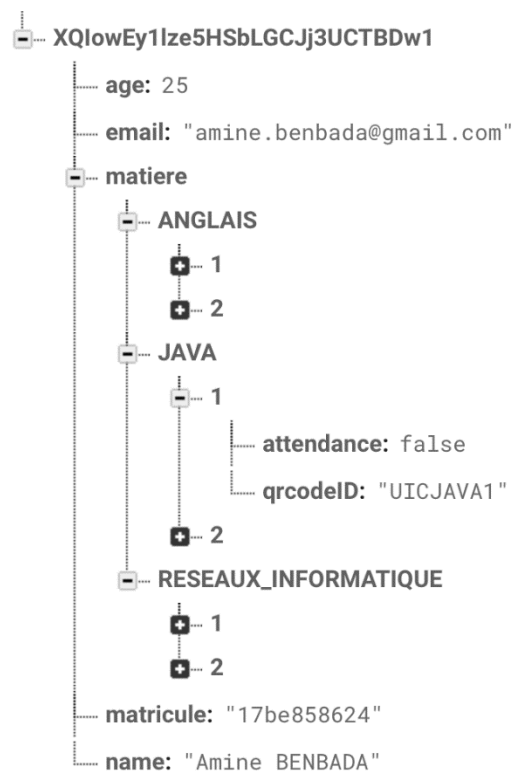 XQIowEy1lze5HSbLGCJj3UCTBDw1
age: 25
email: "amine.benbada@gmail.com"
matiere
ANGLAIS
1
2
JAVA
1
attendance: false
qrcodeID: "UICJAVA1"
2
RESEAUX_INFORMATIQUE
1
2
matricule: "17be858624"
name: "Amine BENBADA"